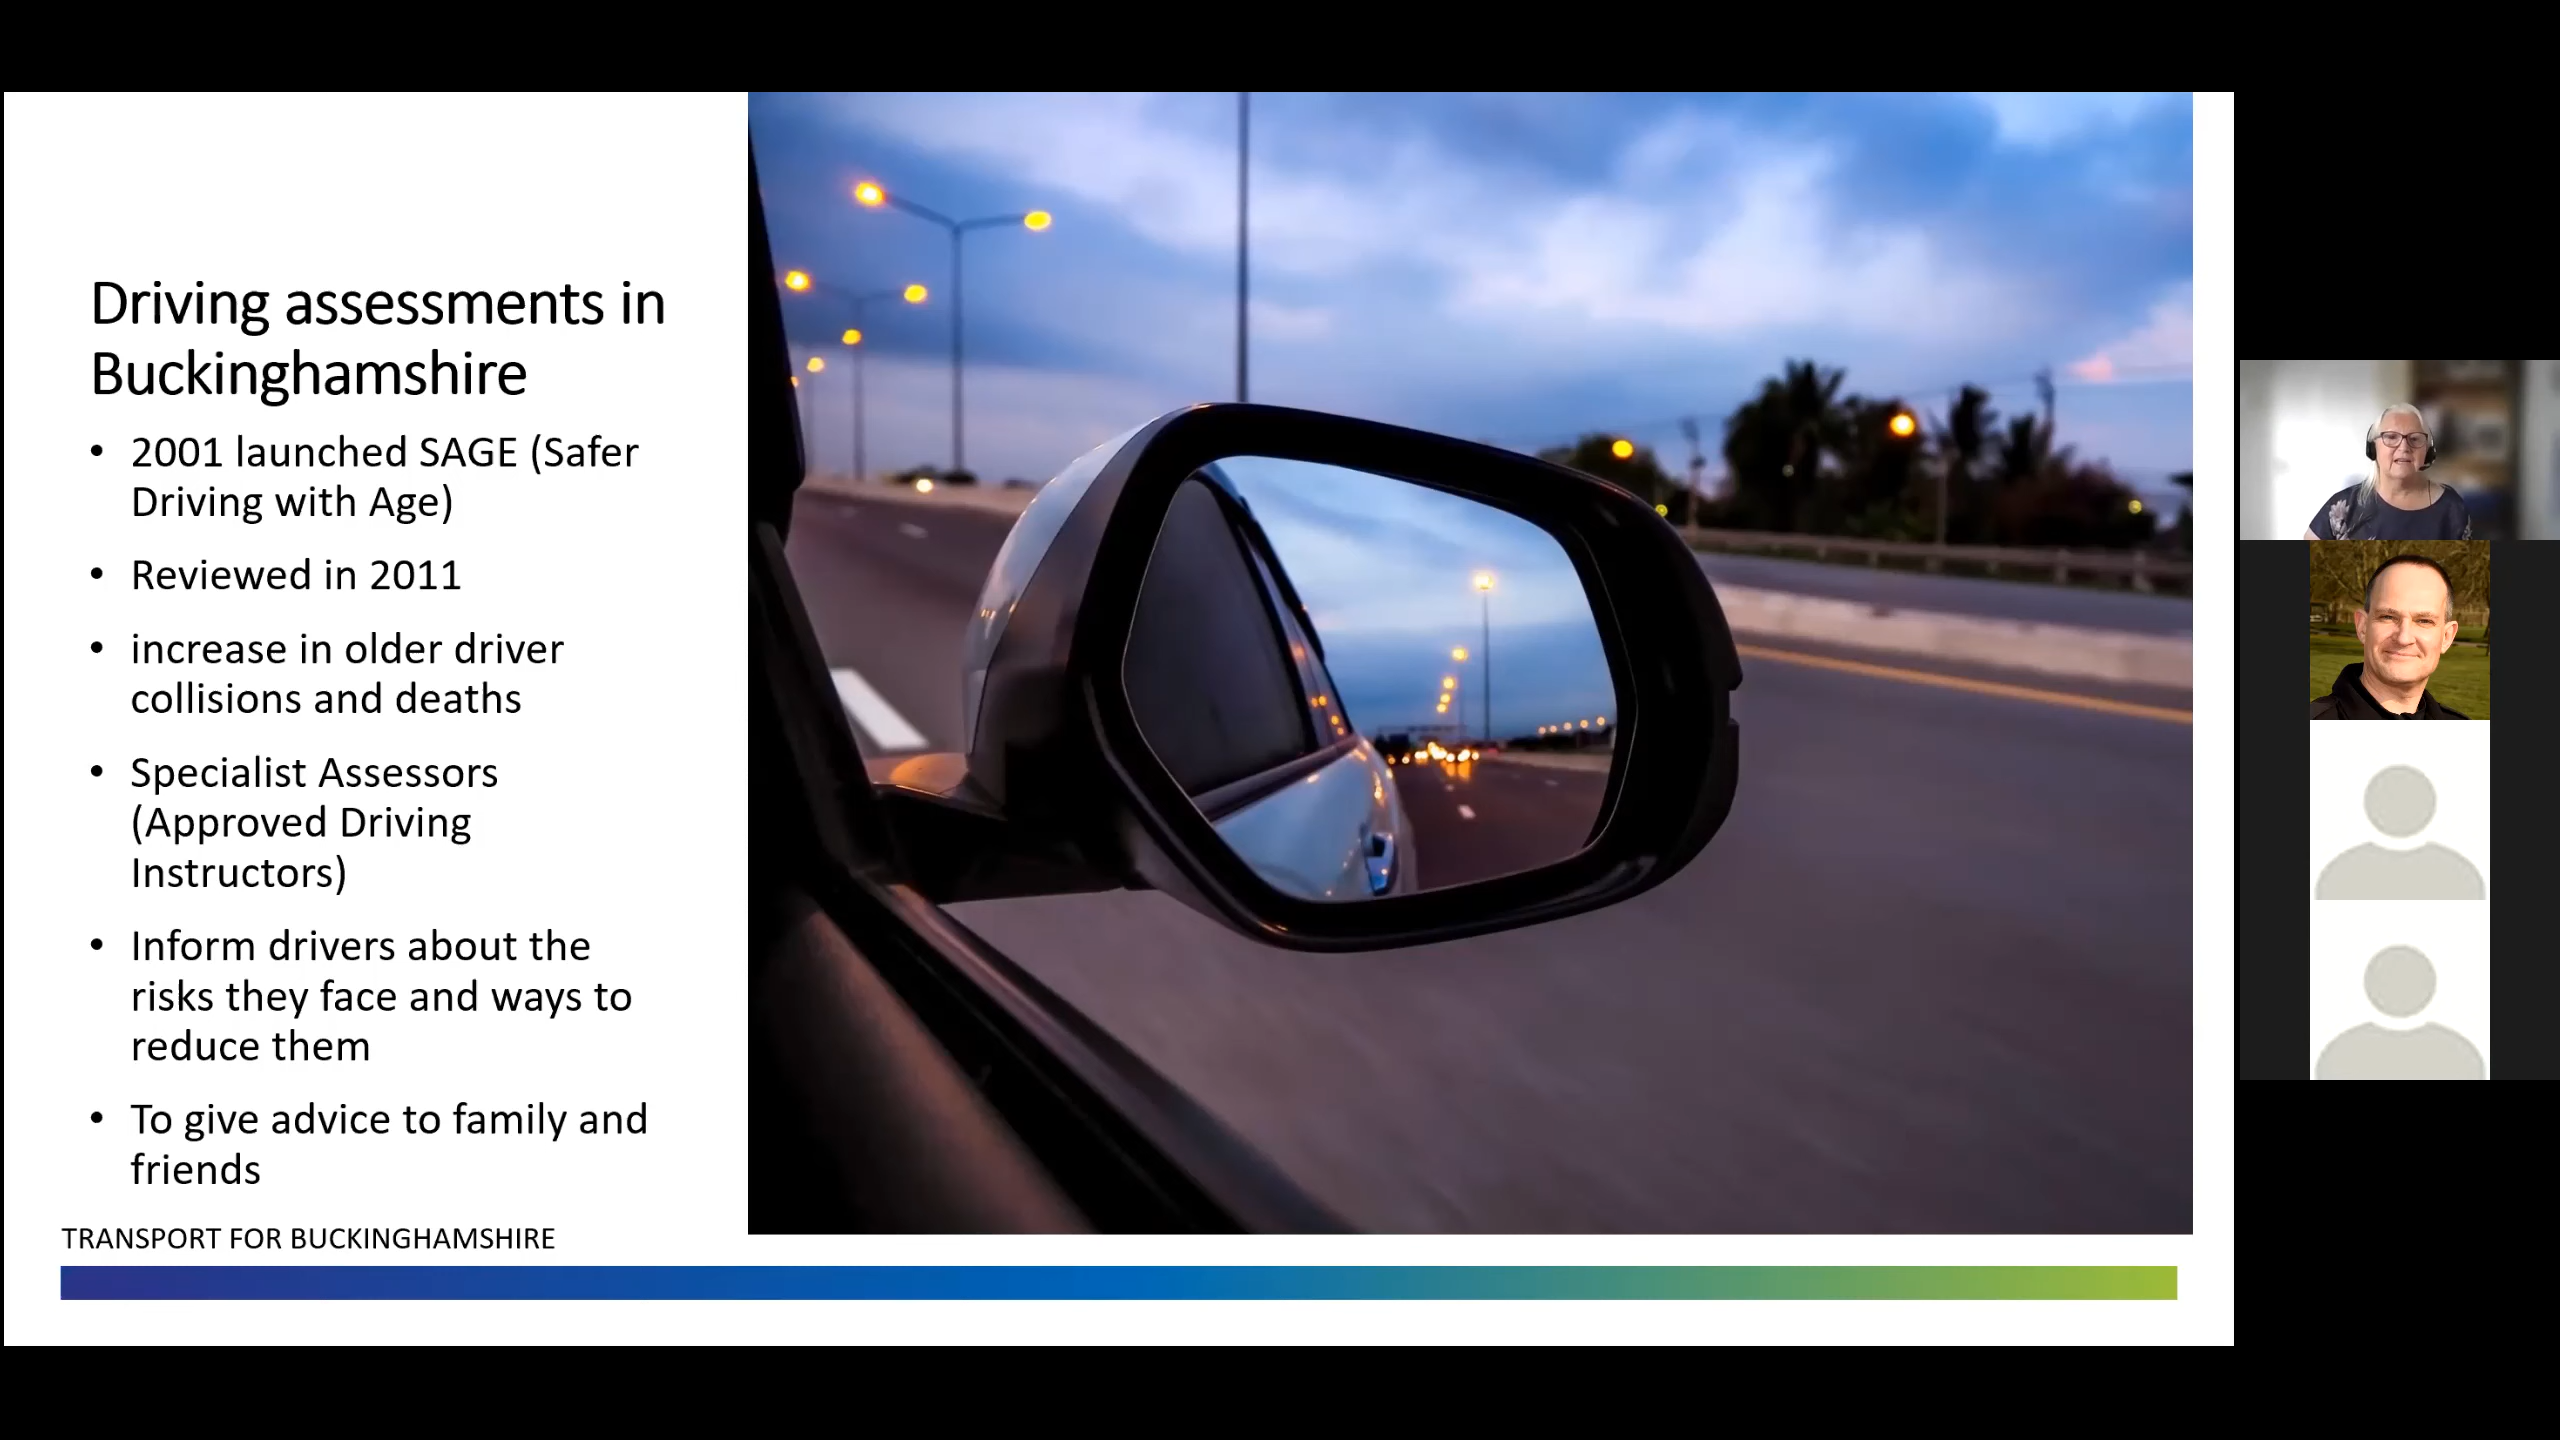 Driving assessments in
Buckinghamshire
• 2001 launched SAGE (Safer
Driving with Age)
• Reviewed in 2011
• increase in older driver
collisions and deaths
• Specialist Assessors
(Approved Driving
Instructors)
• Inform drivers about the
risks they face and ways to
reduce them
• To give advice to family and
friends
TRANSPORT FOR BUCKINGHAMSHIRE